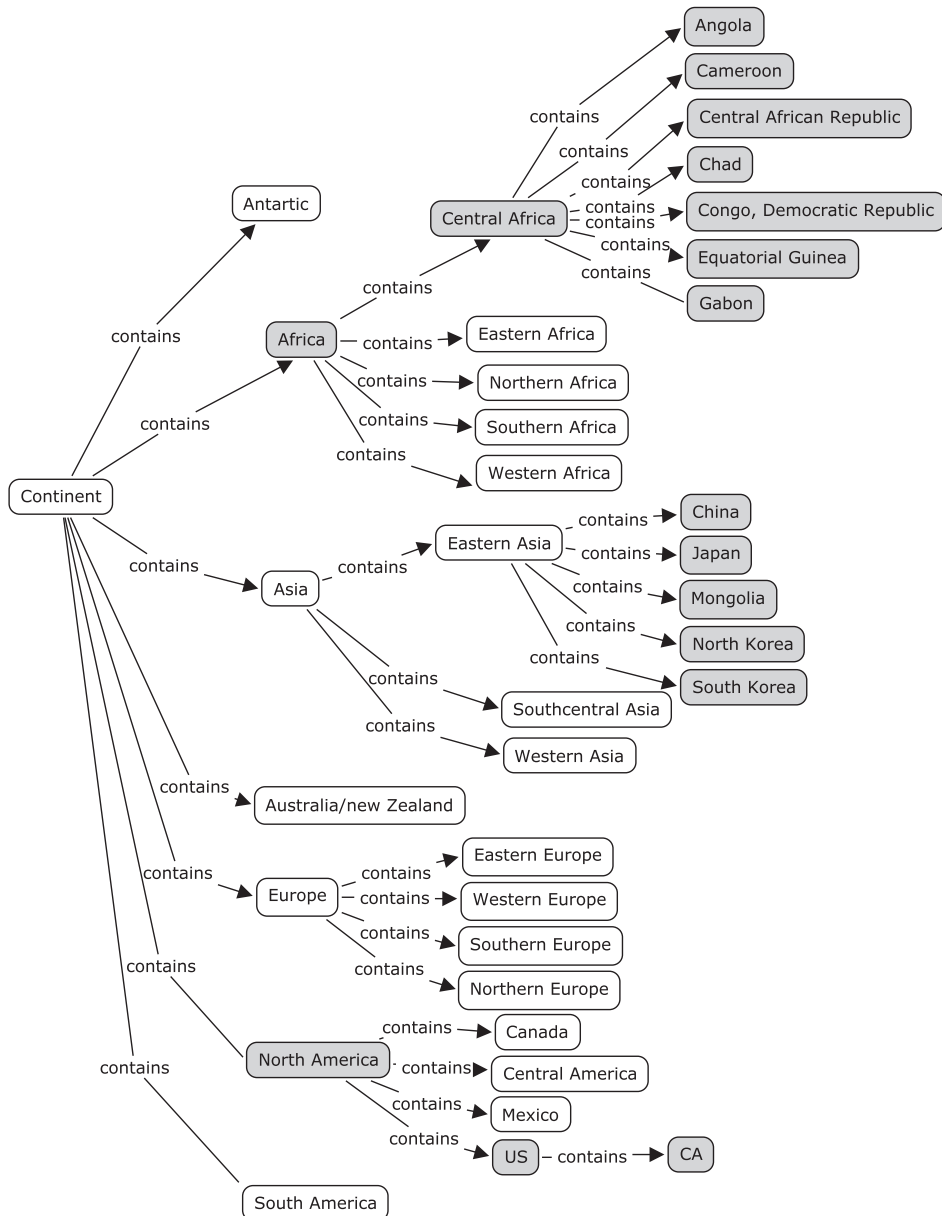 Angola
contains
Cameroon
contains
Central African Republic
contains
Chad
contains
Congo, Democratic Republic
contains
Equatorial Guinea
contains
Gabon
contains
Central Africa
Antartic
contains
contains
Africa
contains
Eastern Africa
contains
Northern Africa
contains
Southern Africa
contains
Western Africa
contains
Continent
contains
China
contains
Japan
contains
Mongolia
contains
North Korea
contains
South Korea
contains
Eastern Asia
contains
Asia
contains
Southcentral Asia
contains
Western Asia
contains
Australia/new Zealand
contains
Eastern Europe
contains
Western Europe
contains
Southern Europe
contains
Northern Europe
contains
Europe
contains
contains
Canada
contains
North America
Central America
contains
Mexico
contains
US
contains
CA
contains
contains
South America